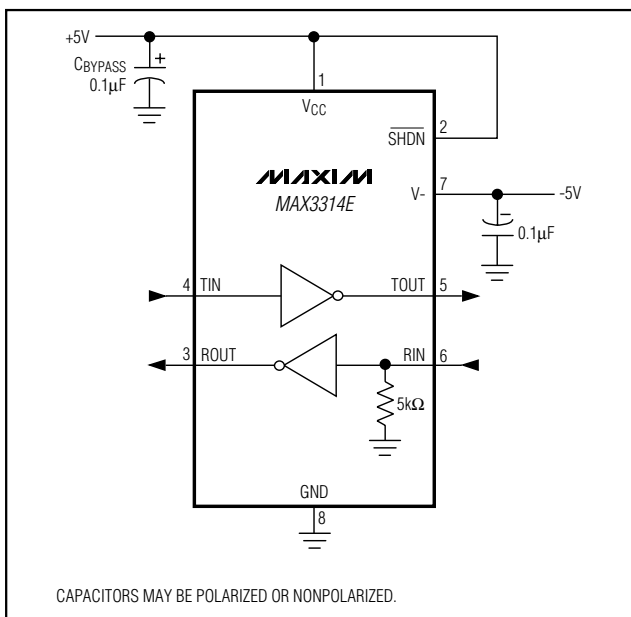 +5V
CBYPASS
0.1µF
+
1
VCC
2
SHDN
MAXIM
MAX3314E
V-
7
-5V
−
0.1µF
4
TIN
TOUT
5
3
ROUT
RIN
6
5kΩ
GND
8
CAPACITORS MAY BE POLARIZED OR NONPOLARIZED.